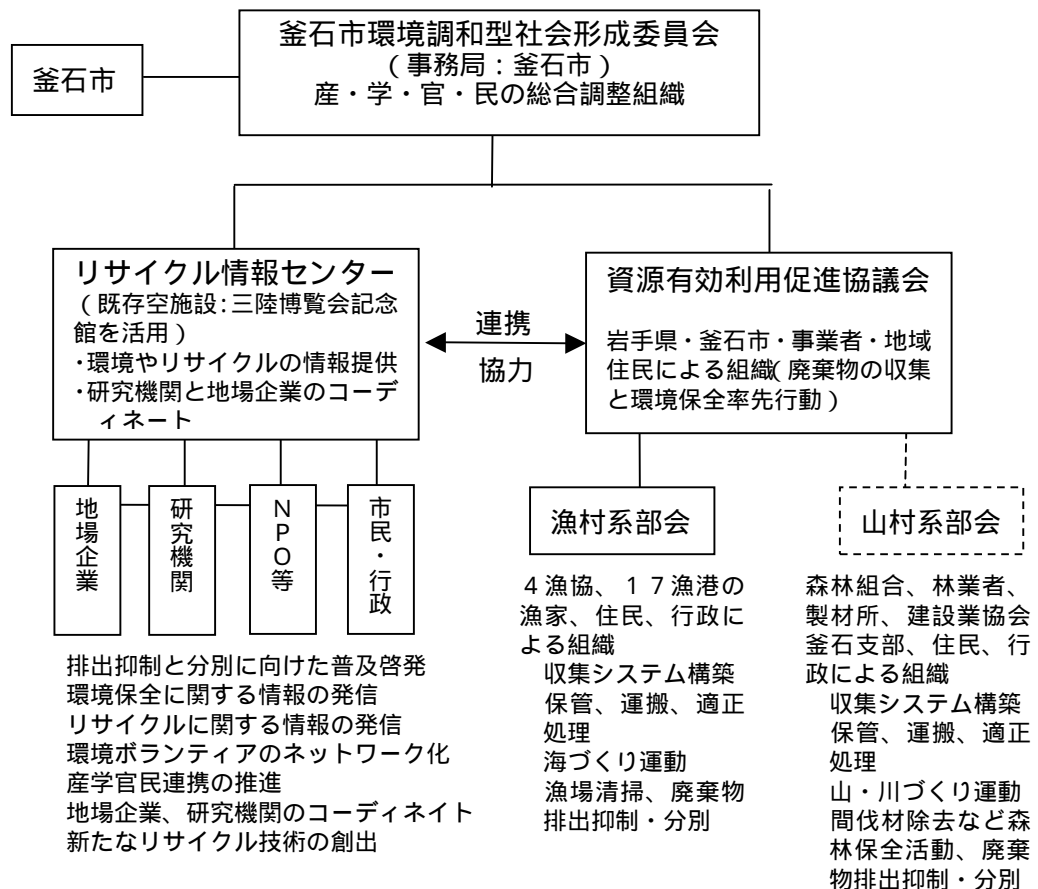 釜石市
釜石市環境調和型社会形成委員会
（事務局：釜石市）
産・学・官・民の総合調整組織
リサイクル情報センター
（既存空施設：三陸博覧会記念
館を活用）
・環境やリサイクルの情報提供
・研究機関と地場企業のコーデ
ィネート
連携
協力
資源有効利用促進協議会
岩手県・釜石市・事業者・地域
住民による組織（廃棄物の収集
と環境保全率先行動）
地場企業
研究機関
ＮＰＯ等
市民・行政
排出抑制と分別に向けた普及啓発
環境保全に関する情報の発信
リサイクルに関する情報の発信
環境ボランティアのネットワーク化
産学官民連携の推進
地場企業、研究機関のコーディネイト
新たなリサイクル技術の創出
漁村系部会
４漁協、１７漁港の
漁家、住民、行政に
よる組織
収集システム構築
保管、運搬、適正
処理
海づくり運動
漁場清掃、廃棄物
排出抑制・分別
山村系部会
森林組合、林業者、
製材所、建設業協会
釜石支部、住民、行
政による組織
収集システム構築
保管、運搬、適正
処理
山・川づくり運動
間伐材除去など森
林保全活動、廃棄
物排出抑制・分別